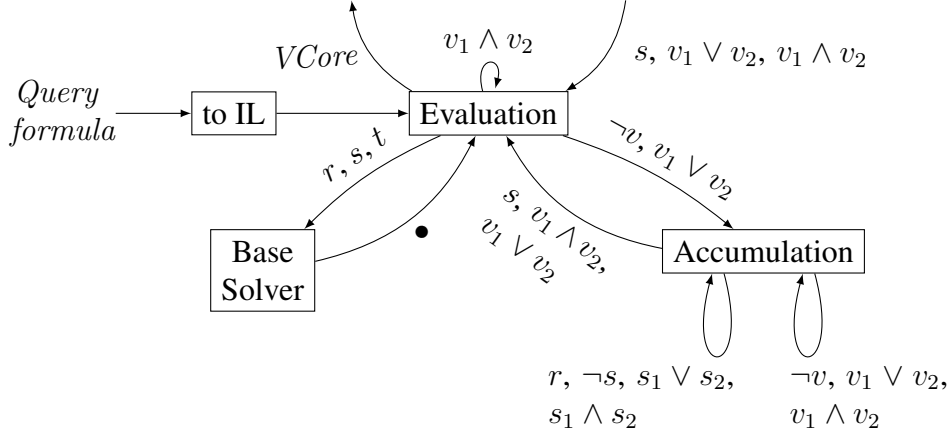 v₁ ∧ v₂
VCore
s, v₁ ∨ v₂, v₁ ∧ v₂
Query
formula
to IL
Evaluation
r, s, t
¬v, v₁ ∨ v₂
s, v₁ ∧ v₂,
v₁ ∨ v₂
•
Base
Solver
Accumulation
r, ¬s, s₁ ∨ s₂,
s₁ ∧ s₂
¬v, v₁ ∨ v₂,
v₁ ∧ v₂